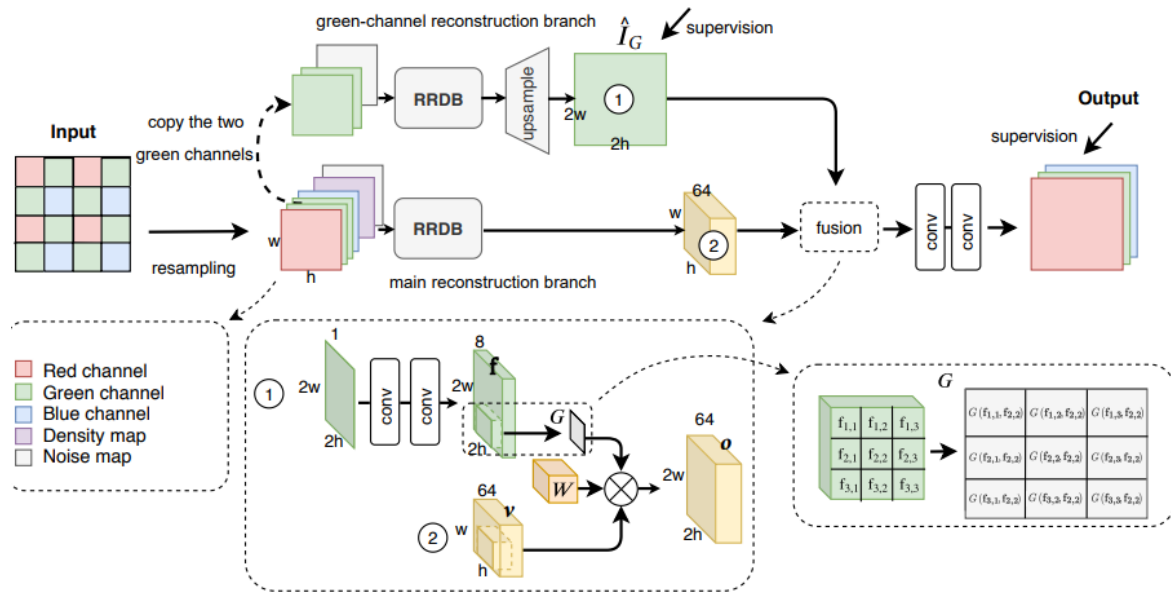 green-channel reconstruction branch
Î_G
supervision
RRDB
upsample
1
2w
2h
Output
Input
copy the two
green channels
supervision
w
h
resampling
RRDB
main reconstruction branch
64
w
h
2
fusion
conv
conv
Red channel
Green channel
Blue channel
Density map
Noise map
1
1
2w
2h
conv
conv
8
f
2w
2h
G
W
64
v
w
h
2
64
o
2w
2h
G
f1,1 f1,2 f1,3
f2,1 f2,2 f2,3
f3,1 f3,2 f3,3
G(f1,1, f2,2) G(f1,2, f2,2) G(f1,3, f2,2)
G(f2,1, f2,2) G(f2,2, f2,2) G(f2,3, f2,2)
G(f3,1, f2,2) G(f3,2, f2,2) G(f3,3, f2,2)